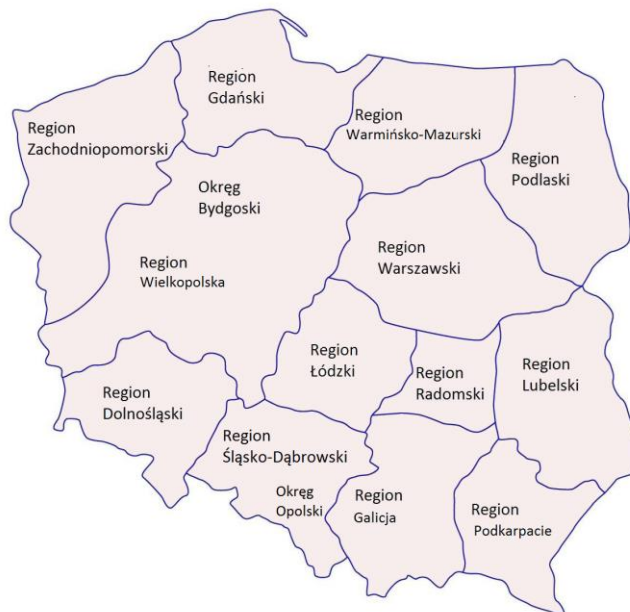 Region
Gdański
Region
Zachodniopomorski
Region
Warmińsko-Mazurski
Region
Podlaski
Okręg
Bydgoski
Region
Wielkopolska
Region
Warszawski
Region
Łódzki
Region
Radomski
Region
Lubelski
Region
Dolnośląski
Region
Śląsko-Dąbrowski
Okręg
Opolski
Region
Galicja
Region
Podkarpacie